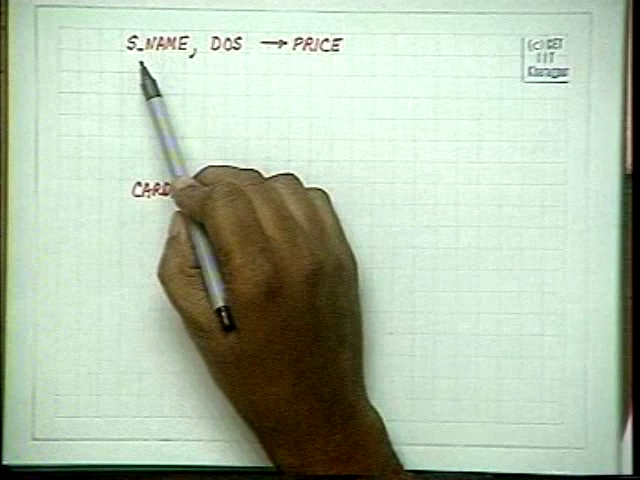 S_NAME, DOS → PRICE
(c) CET
IIT
Kharagpur
CARD